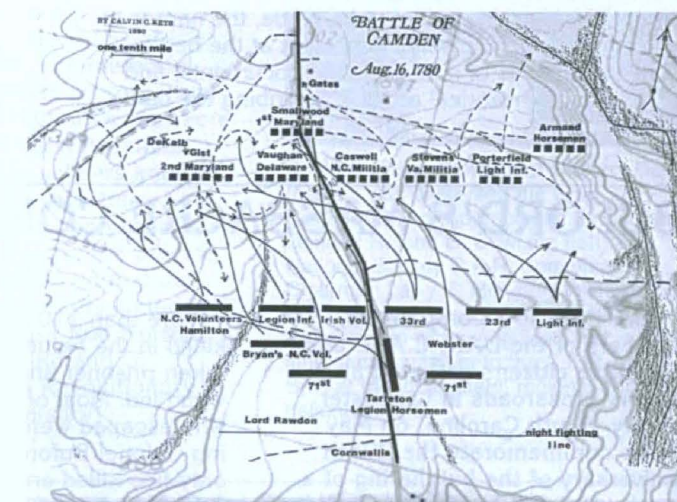 BY CALVIN C. KEYS
1980
one tenth mile
BATTLE OF
CAMDEN
Aug. 16, 1780
Gates
Smallwood
1st Maryland
DeKalb
Gist
2nd Maryland
Vaughan
Delaware
Caswell
N.C. Militia
Stevens
Va. Militia
Porterfield
Light Inf.
Armand
Horsemen
N.C. Volunteers
Hamilton
Legion Inf.
Irish Vol.
33rd
23rd
Light Inf.
Bryan's N.C. Vol.
Webster
71st
71st
Tarleton
Legion Horsemen
Lord Rawdon
night fighting
line
Cornwallis